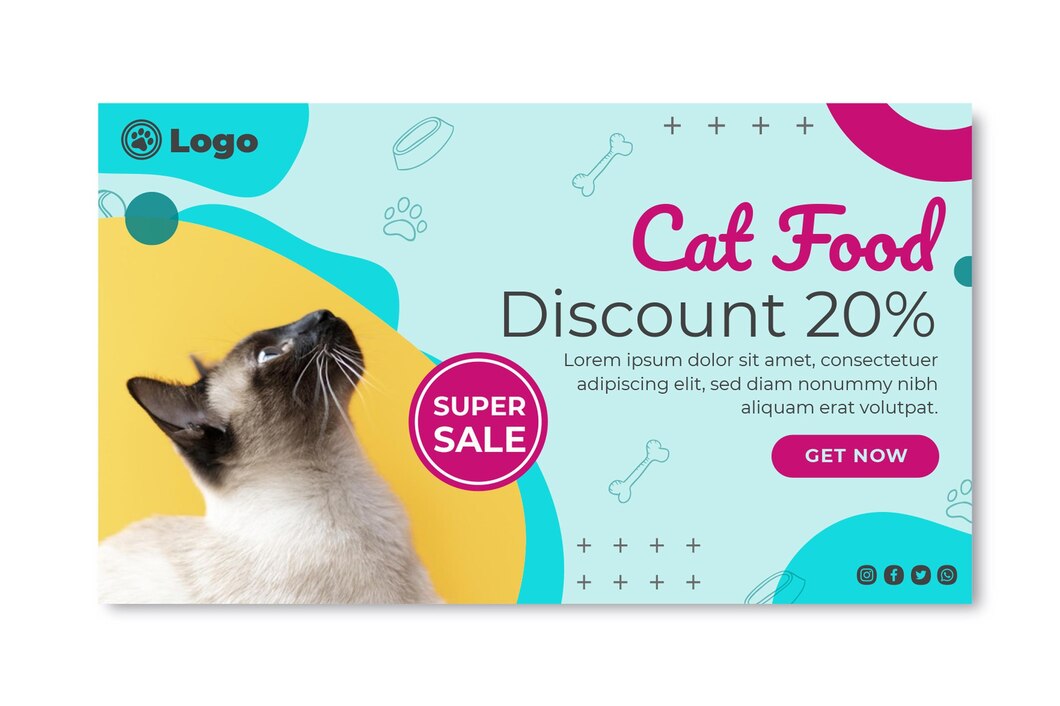 Logo
Cat Food
Discount 20%
Lorem ipsum dolor sit amet, consectetuer
adipiscing elit, sed diam nonummy nibh
aliquam erat volutpat.
SUPER
SALE
GET NOW